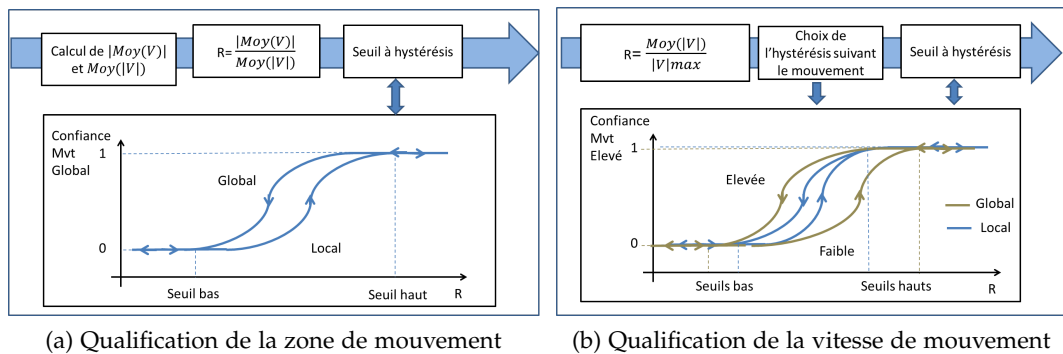 Calcul de |Moy(V)|
et Moy(|V|)
R= |Moy(V)|
Moy(|V|)
Seuil à hystérésis
Confiance
Mvt
Global
1
0
Global
Local
Seuil bas
Seuil haut
R
(a) Qualification de la zone de mouvement
R= Moy(|V|)
|V|max
Choix de
l'hystérésis suivant
le mouvement
Seuil à hystérésis
Confiance
Mvt
Elevé
1
0
Elevée
Faible
Global
Local
Seuils bas
Seuils hauts
R
(b) Qualification de la vitesse de mouvement